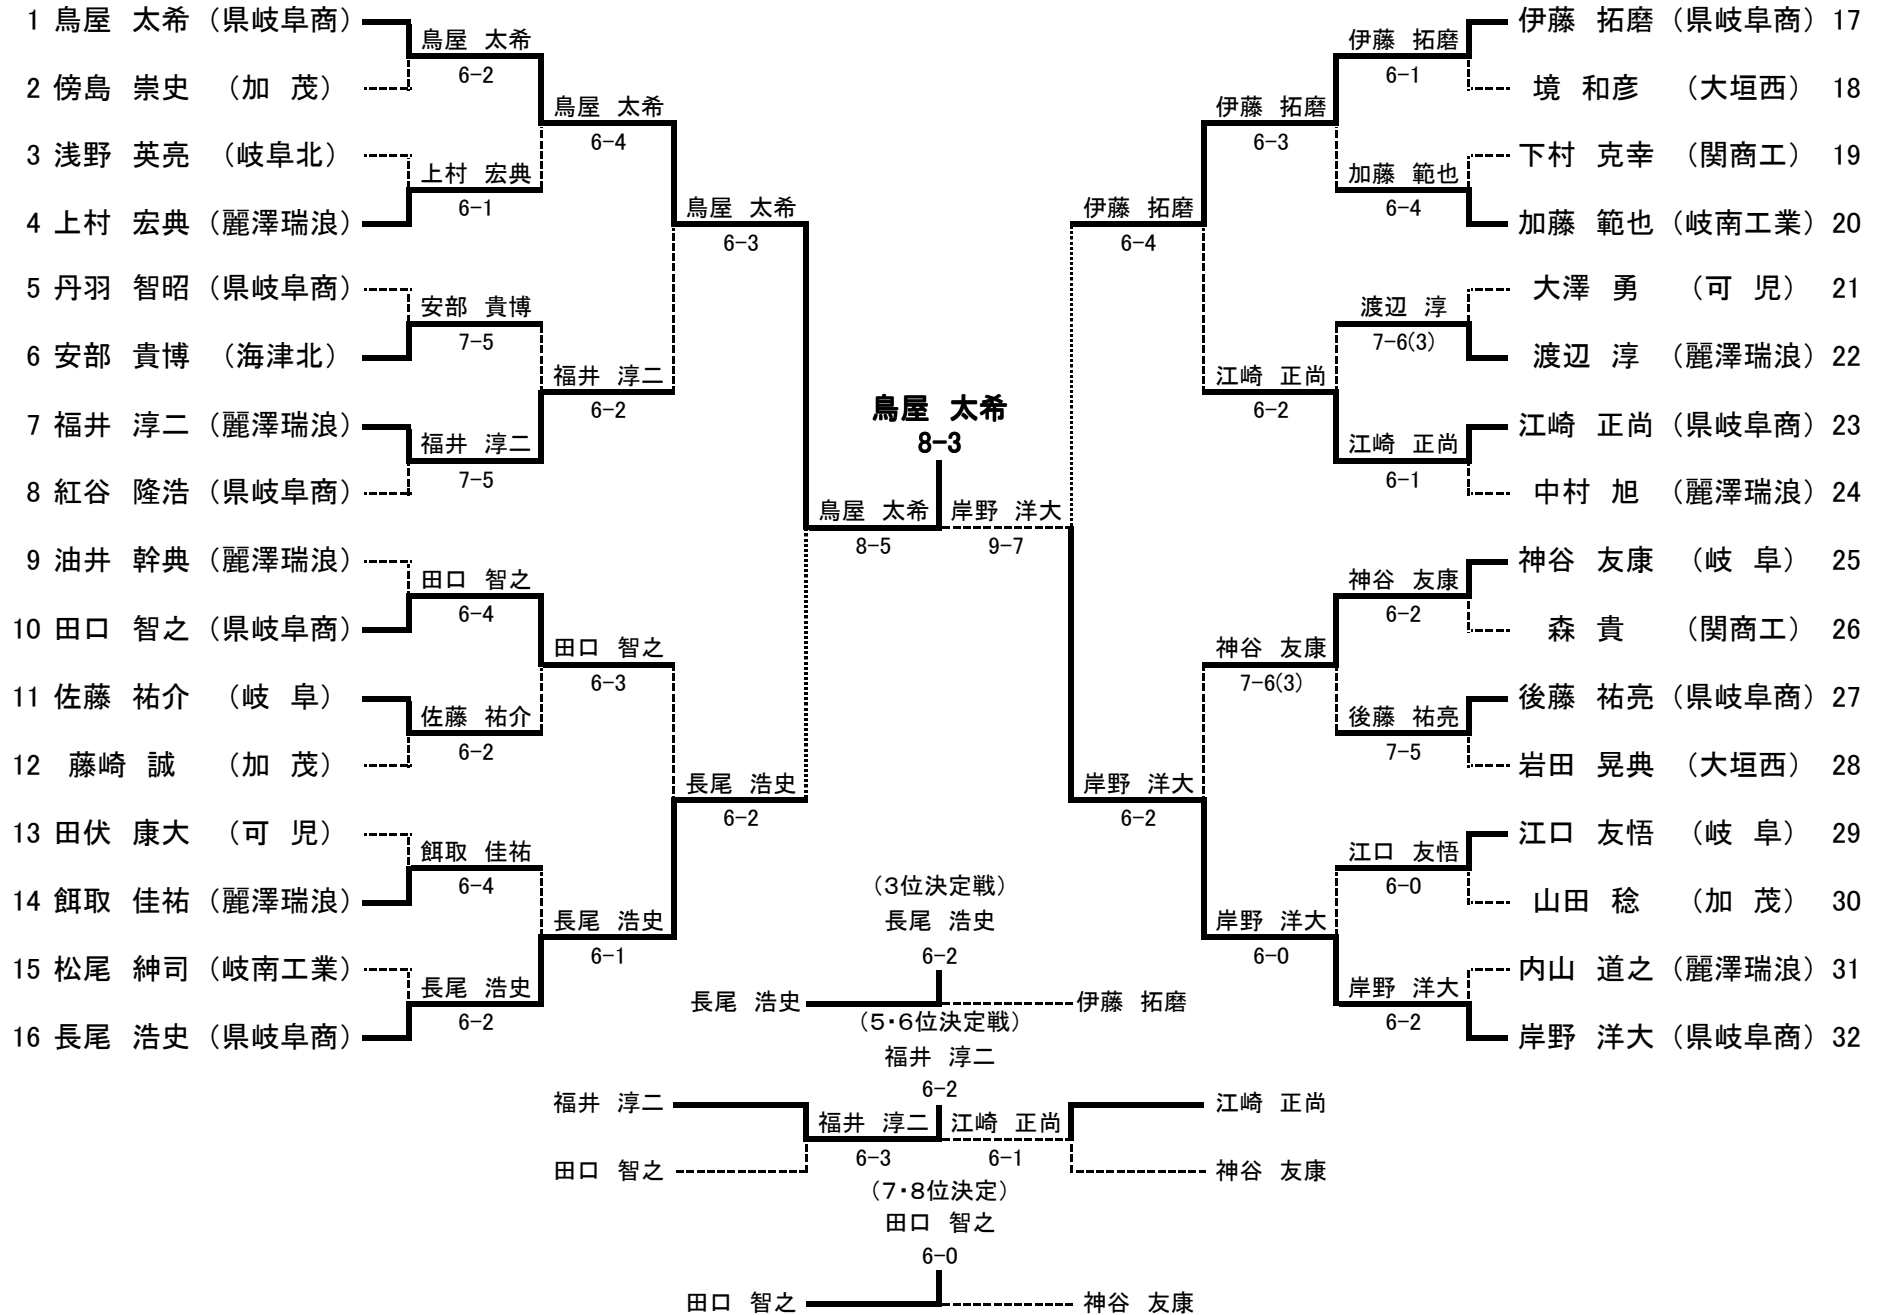 1 鳥屋 太希 (県岐阜商)
2 傍島 崇史 (加 茂)
3 浅野 英亮 (岐阜北)
4 上村 宏典 (麗澤瑞浪)
5 丹羽 智昭 (県岐阜商)
6 安部 貴博 (海津北)
7 福井 淳二 (麗澤瑞浪)
8 紅谷 隆浩 (県岐阜商)
9 油井 幹典 (麗澤瑞浪)
10 田口 智之 (県岐阜商)
11 佐藤 祐介 (岐 阜)
12 藤崎 誠 (加 茂)
13 田伏 康大 (可 児)
14 餌取 佳祐 (麗澤瑞浪)
15 松尾 紳司 (岐南工業)
16 長尾 浩史 (県岐阜商)
鳥屋 太希
6-2
上村 宏典
6-1
安部 貴博
7-5
福井 淳二
7-5
田口 智之
6-4
佐藤 祐介
6-2
餌取 佳祐
6-4
長尾 浩史
6-2
鳥屋 太希
6-4
福井 淳二
6-2
田口 智之
6-3
長尾 浩史
6-1
鳥屋 太希
6-3
長尾 浩史
6-2
鳥屋 太希
8-5
鳥屋 太希
8-3
岸野 洋大
9-7
伊藤 拓磨
6-4
岸野 洋大
6-2
伊藤 拓磨
6-3
江崎 正尚
6-2
神谷 友康
7-6(3)
岸野 洋大
6-0
伊藤 拓磨
6-1
加藤 範也
6-4
渡辺 淳
7-6(3)
江崎 正尚
6-1
神谷 友康
6-2
後藤 祐亮
7-5
江口 友悟
6-0
岸野 洋大
6-2
伊藤 拓磨 (県岐阜商) 17
境 和彦 (大垣西) 18
下村 克幸 (関商工) 19
加藤 範也 (岐南工業) 20
大澤 勇 (可 児) 21
渡辺 淳 (麗澤瑞浪) 22
江崎 正尚 (県岐阜商) 23
中村 旭 (麗澤瑞浪) 24
神谷 友康 (岐 阜) 25
森 貴 (関商工) 26
後藤 祐亮 (県岐阜商) 27
岩田 晃典 (大垣西) 28
江口 友悟 (岐 阜) 29
山田 稔 (加 茂) 30
内山 道之 (麗澤瑞浪) 31
岸野 洋大 (県岐阜商) 32
(3位決定戦)
長尾 浩史
6-2
長尾 浩史 伊藤 拓磨
(5・6位決定戦)
福井 淳二
6-2
福井 淳二 江崎 正尚
福井 淳二 江崎 正尚
6-3 6-1
田口 智之 神谷 友康
(7・8位決定)
田口 智之
6-0
田口 智之 神谷 友康